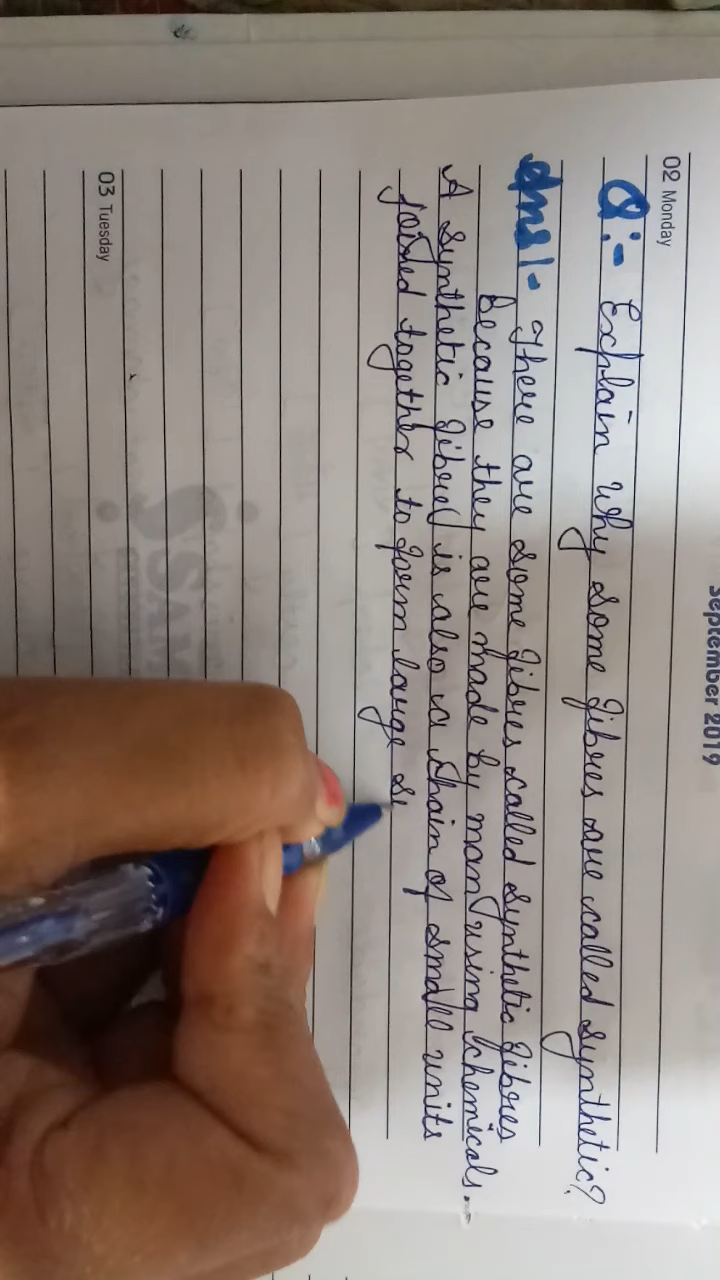 September 2019
02 Monday
Q:- Explain why some fibres are called synthetic?
Ans:- There are some fibres called synthetic fibres
because they are made by man using chemicals.
A synthetic fibre is also a chain of small units
joined together to form large
03 Tuesday